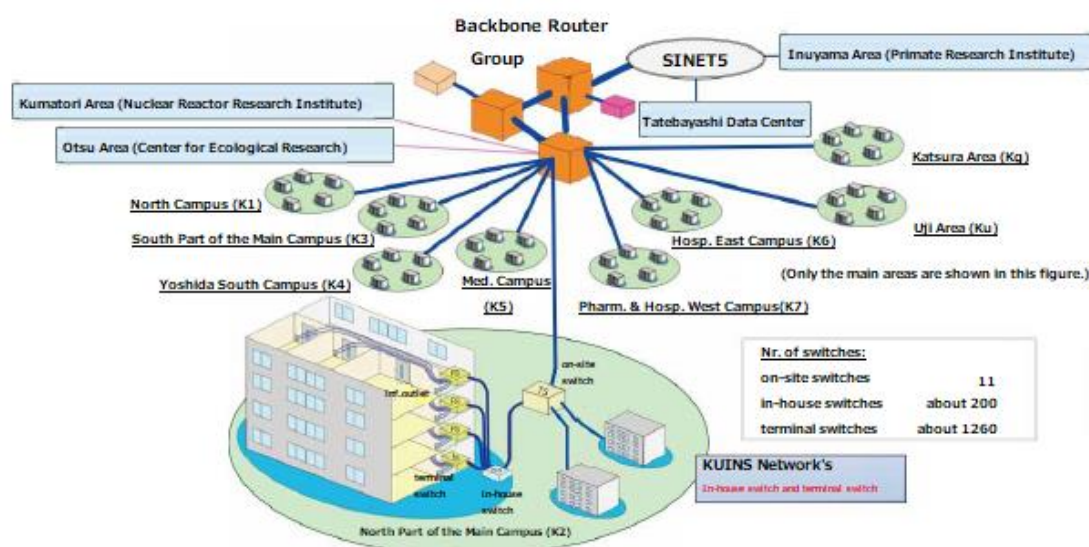 Backbone Router
Group
SINET5
Inuyama Area (Primate Research Institute)
Kumatori Area (Nuclear Reactor Research Institute)
Tatebayashi Data Center
Otsu Area (Center for Ecological Research)
Katsura Area (Kg)
North Campus (K1)
South Part of the Main Campus (K3)
Hosp. East Campus (K6)
Uji Area (Ku)
Yoshida South Campus (K4)
Med. Campus
(K5)
Pharm. & Hosp. West Campus(K7)
(Only the main areas are shown in this figure.)
on-site
switch
Inf.outlet
TS
Nr. of switches:
on-site switches 11
in-house switches about 200
terminal switches about 1260
terminal
switch
in-house
switch
KUINS Network's
In-house switch and terminal switch
North Part of the Main Campus (K2)